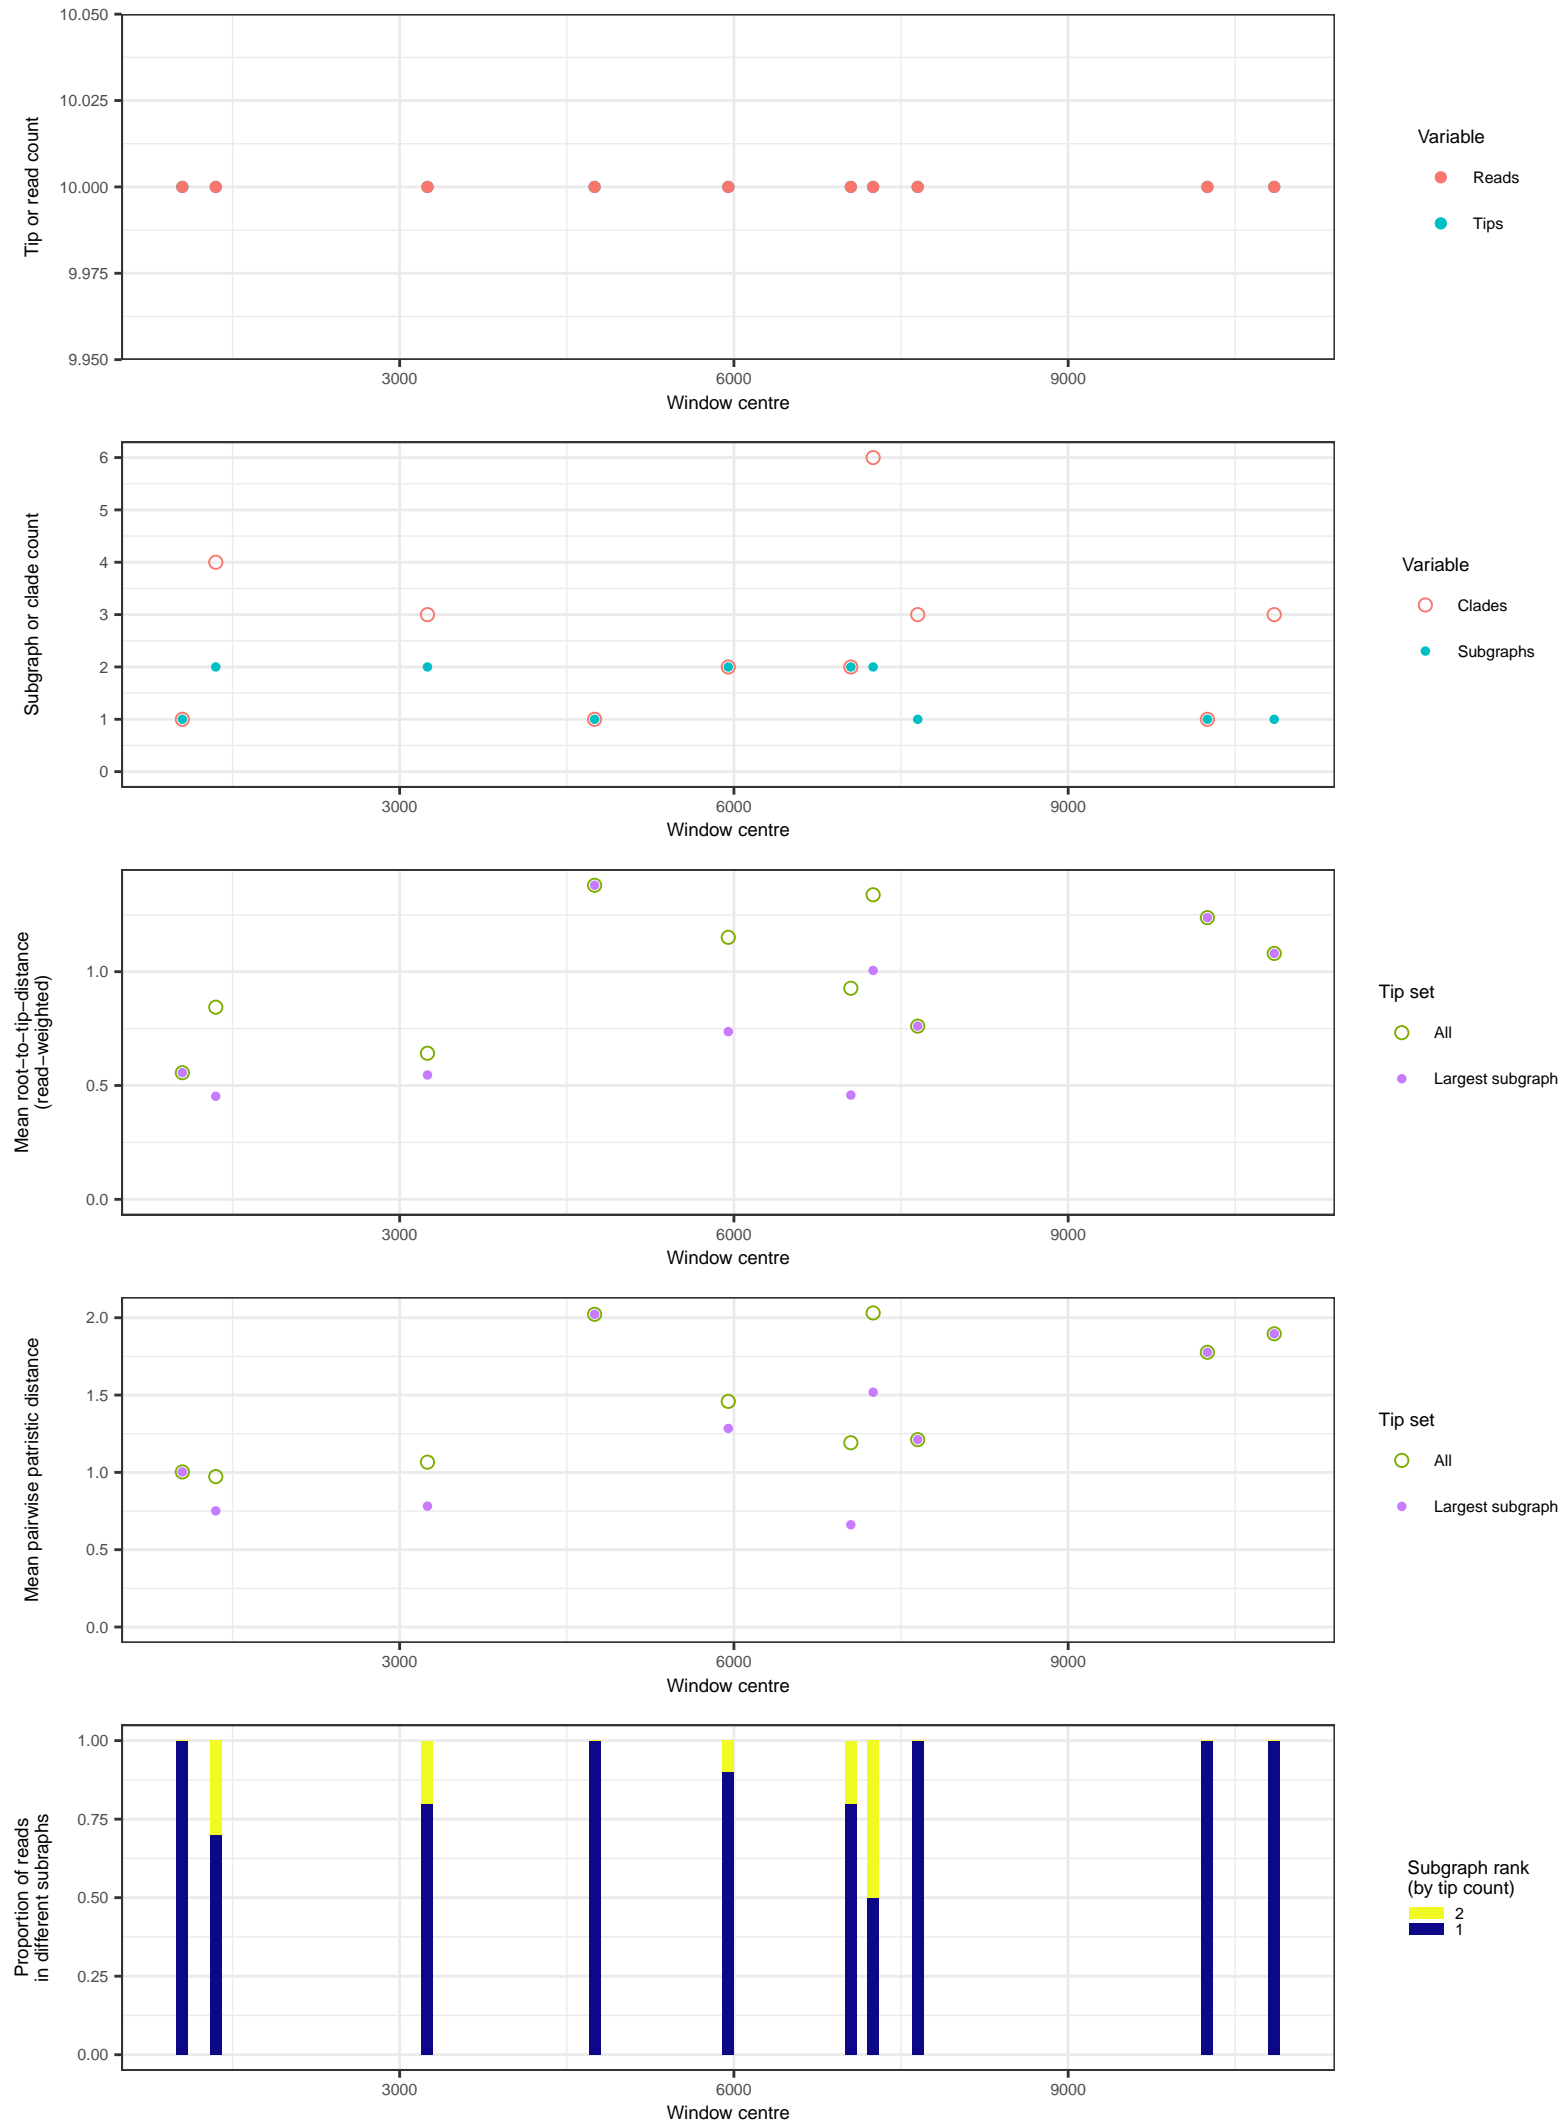 10.050
10.025
10.000
9.975
9.950
Tip or read count
3000
6000
9000
Window centre
Variable
Reads
Tips
6
5
4
3
2
1
0
Subgraph or clade count
3000
6000
9000
Window centre
Variable
Clades
Subgraphs
1.0
0.5
0.0
Mean root−to−tip−distance
(read−weighted)
3000
6000
9000
Window centre
Tip set
All
Largest subgraph
2.0
1.5
1.0
0.5
0.0
Mean pairwise patristic distance
3000
6000
9000
Window centre
Tip set
All
Largest subgraph
1.00
0.75
0.50
0.25
0.00
Proportion of reads
in different subraphs
3000
6000
9000
Window centre
Subgraph rank
(by tip count)
2
1